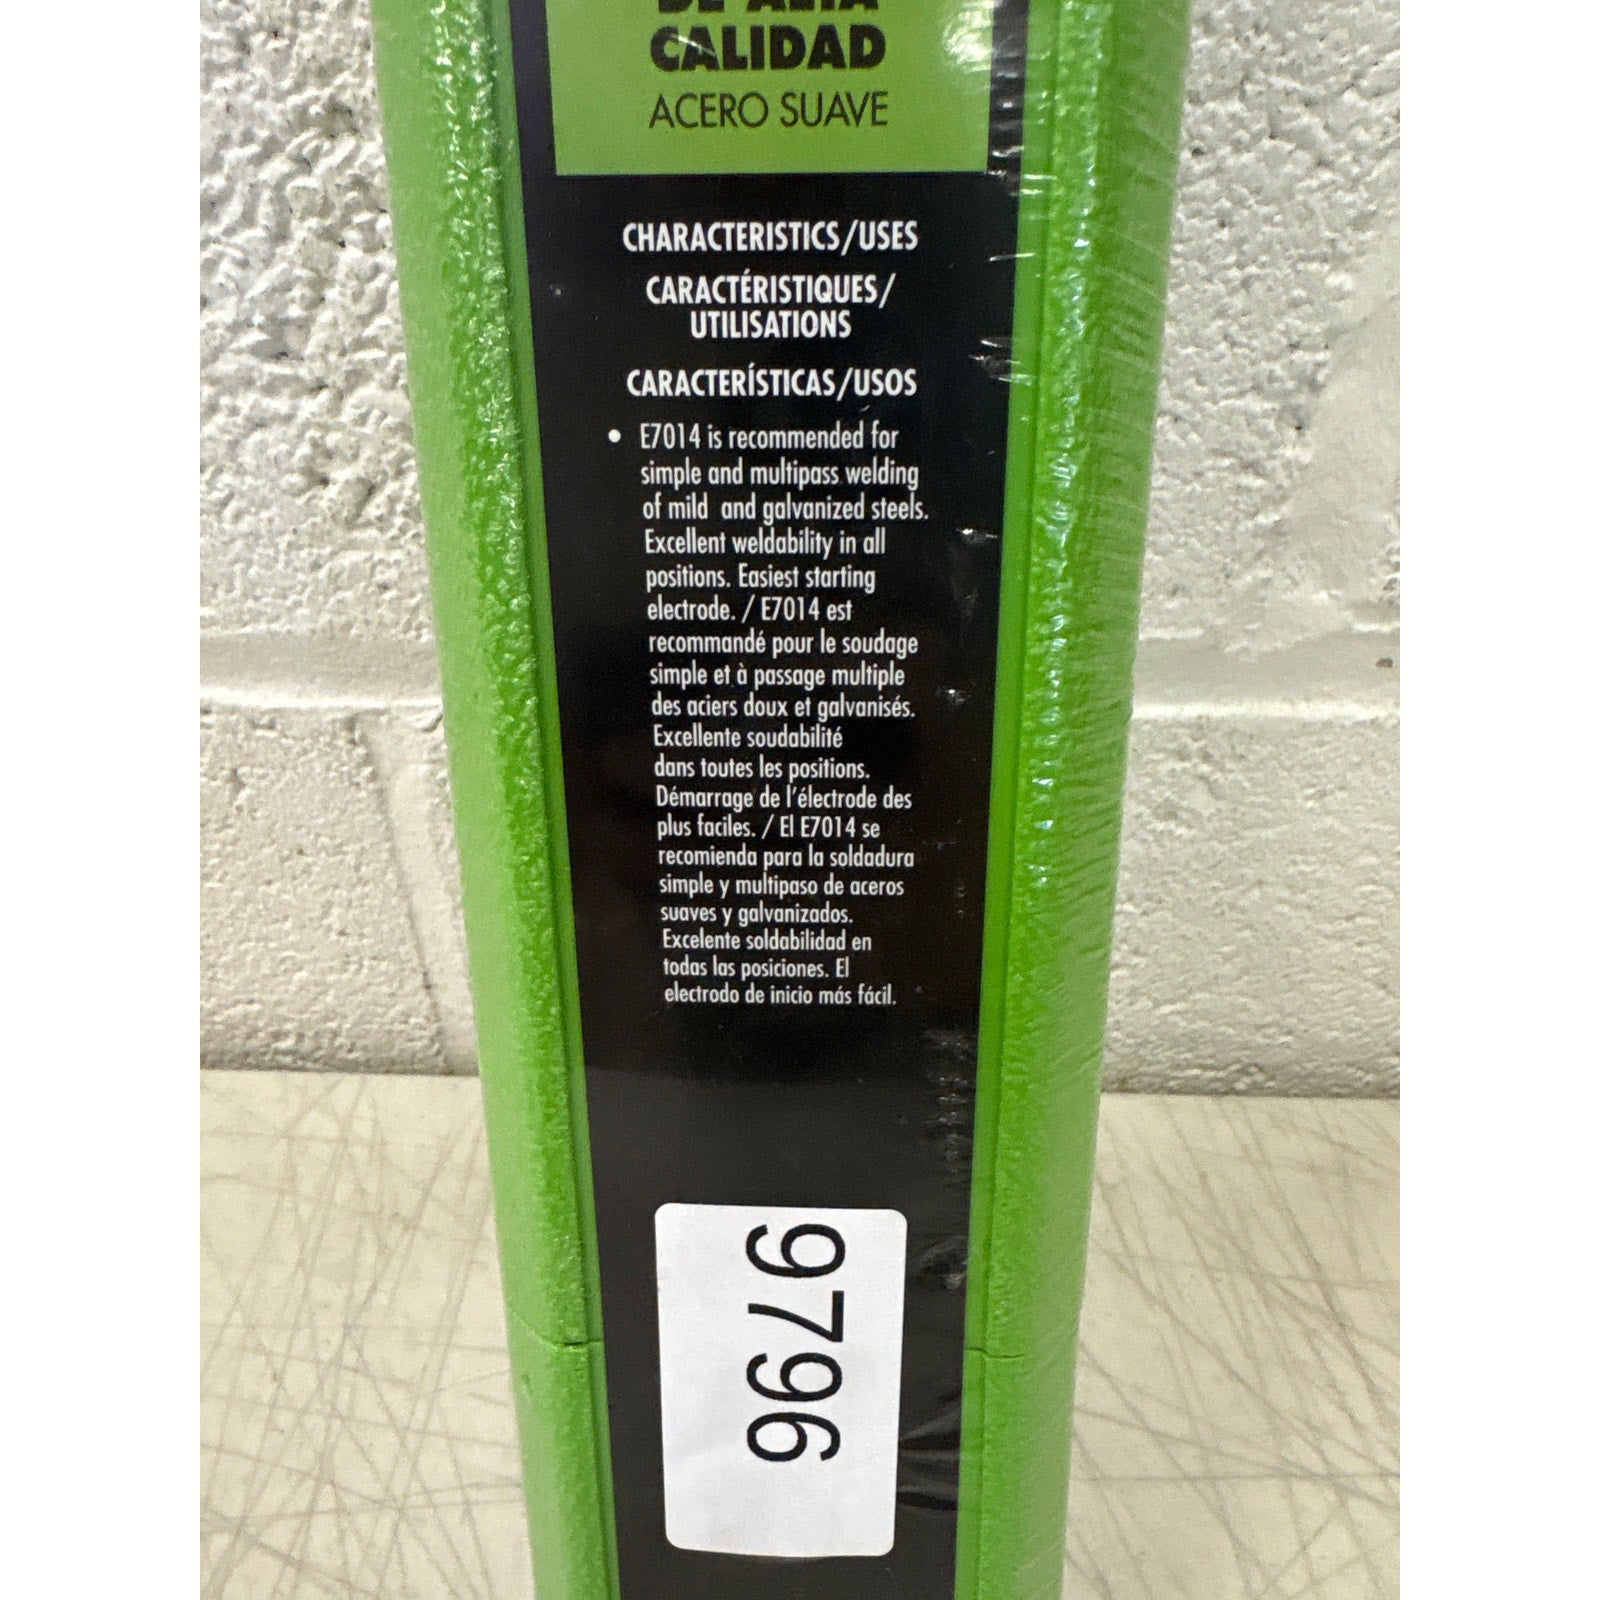 DE ALTA
CALIDAD
ACERO SUAVE
CHARACTERISTICS/USES
CARACTÉRISTIQUES/
UTILISATIONS
CARACTERÍSTICAS/USOS
• E7014 is recommended for
simple and multipass welding
of mild and galvanized steels.
Excellent weldability in all
positions. Easiest starting
electrode. / E7014 est
recommandé pour le soudage
simple et à passage multiple
des aciers doux et galvanisés.
Excellente soudabilité
dans toutes les positions.
Démarrage de l'électrode des
plus faciles. / El E7014 se
recomienda para la soldadura
simple y multipaso de aceros
suaves y galvanizados.
Excelente soldabilidad en
todas las posiciones. El
electrodo de inicio más fácil.
9796